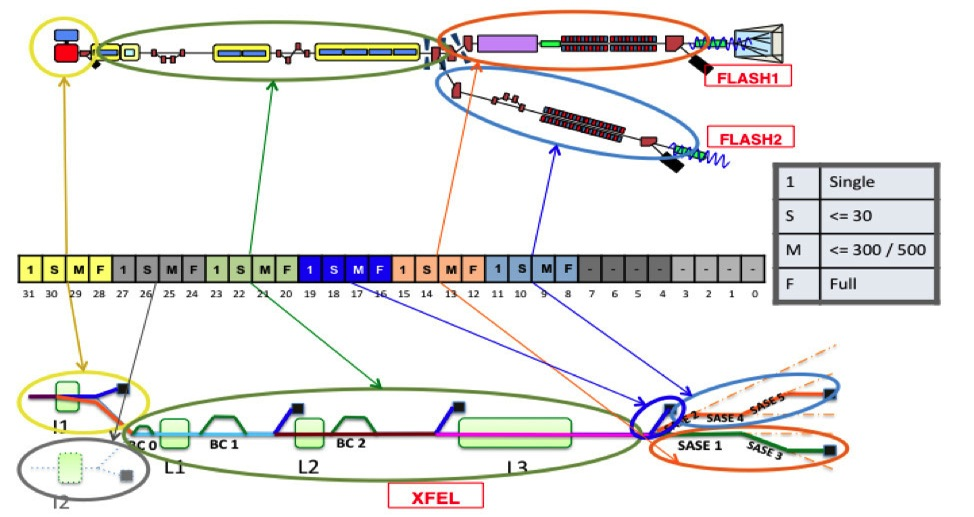 FLASH1
FLASH2
1 Single
S <= 30
M <= 300 / 500
F Full
1 S M F 1 S M F 1 S M F 1 S M F 1 S M F 1 S M F - - - - - - - -
31 30 29 28 27 26 25 24 23 22 21 20 19 18 17 16 15 14 13 12 11 10 9 8 7 6 5 4 3 2 1 0
I1
BC 0
L1
BC 1
L2
BC 2
L3
SASE 4
SASE 5
SASE 1
SASE 3
I2
XFEL